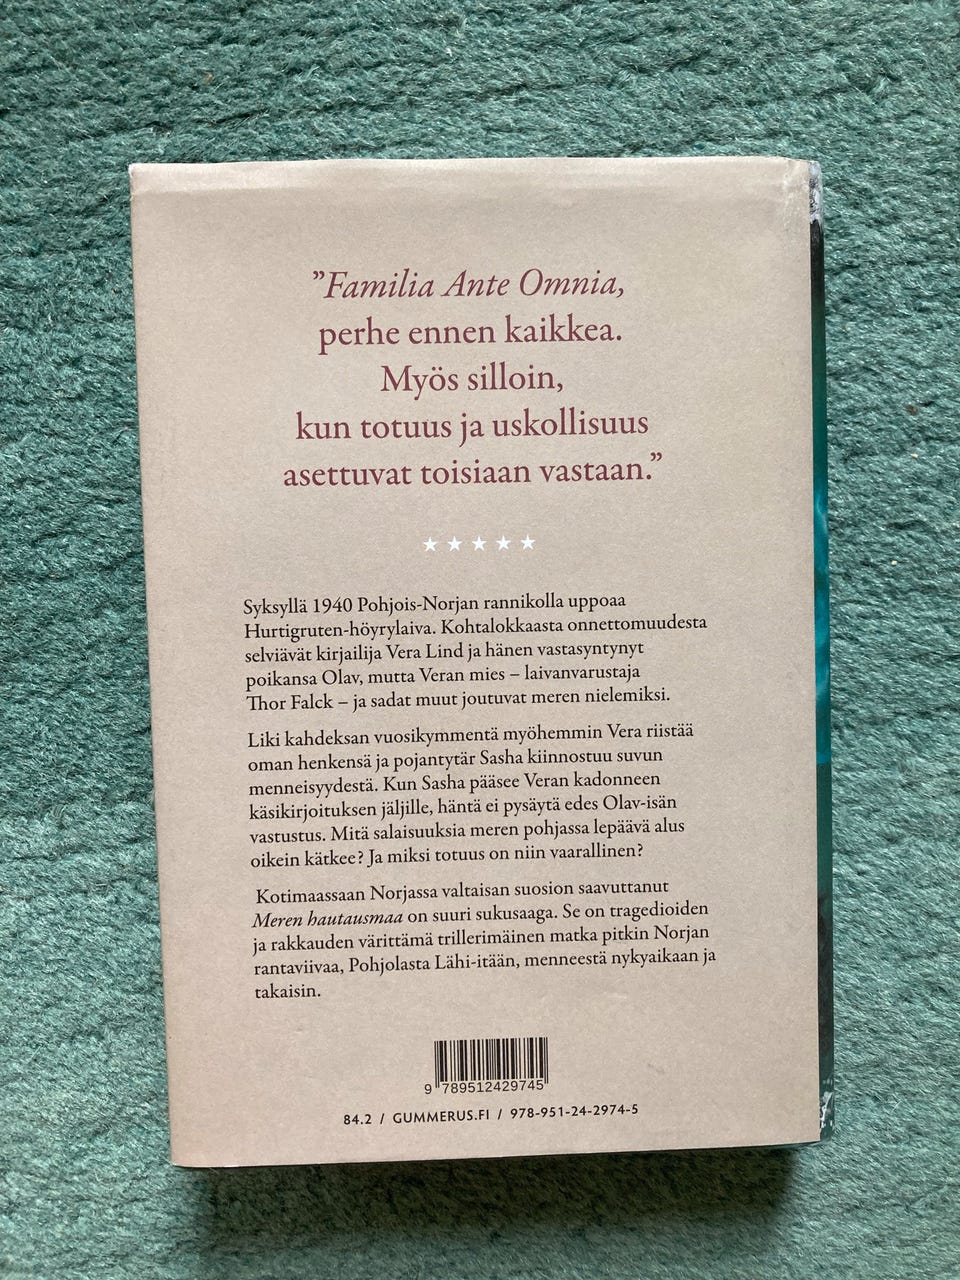 ”Familia Ante Omnia,
perhe ennen kaikkea.
Myös silloin,
kun totuus ja uskollisuus
asettuvat toisiaan vastaan.”
Syksyllä 1940 Pohjois-Norjan rannikolla uppoaa
Hurtigruten-höyrylaiva. Kohtalokkaasta onnettomuudesta
selviävät kirjailija Vera Lind ja hänen vastasyntynyt
poikansa Olav, mutta Veran mies – laivanvarustaja
Thor Falck – ja sadat muut joutuvat meren nielemiksi.
Liki kahdeksan vuosikymmentä myöhemmin Vera riistää
oman henkensä ja pojantytär Sasha kiinnostuu suvun
menneisyydestä. Kun Sasha pääsee Veran kadonneen
käsikirjoituksen jäljille, häntä ei pysäytä edes Olav-isän
vastustus. Mitä salaisuuksia meren pohjassa lepäävä alus
oikein kätkee? Ja miksi totuus on niin vaarallinen?
Kotimaassaan Norjassa valtaisan suosion saavuttanut
Meren hautausmaa on suuri sukusaaga. Se on tragedioiden
ja rakkauden värittämä trillerimäinen matka pitkin Norjan
rantaviivaa, Pohjolasta Lähi-itään, menneestä nykyaikaan ja
takaisin.
9 789512 429745
84.2 / GUMMERUS.FI / 978-951-24-2974-5